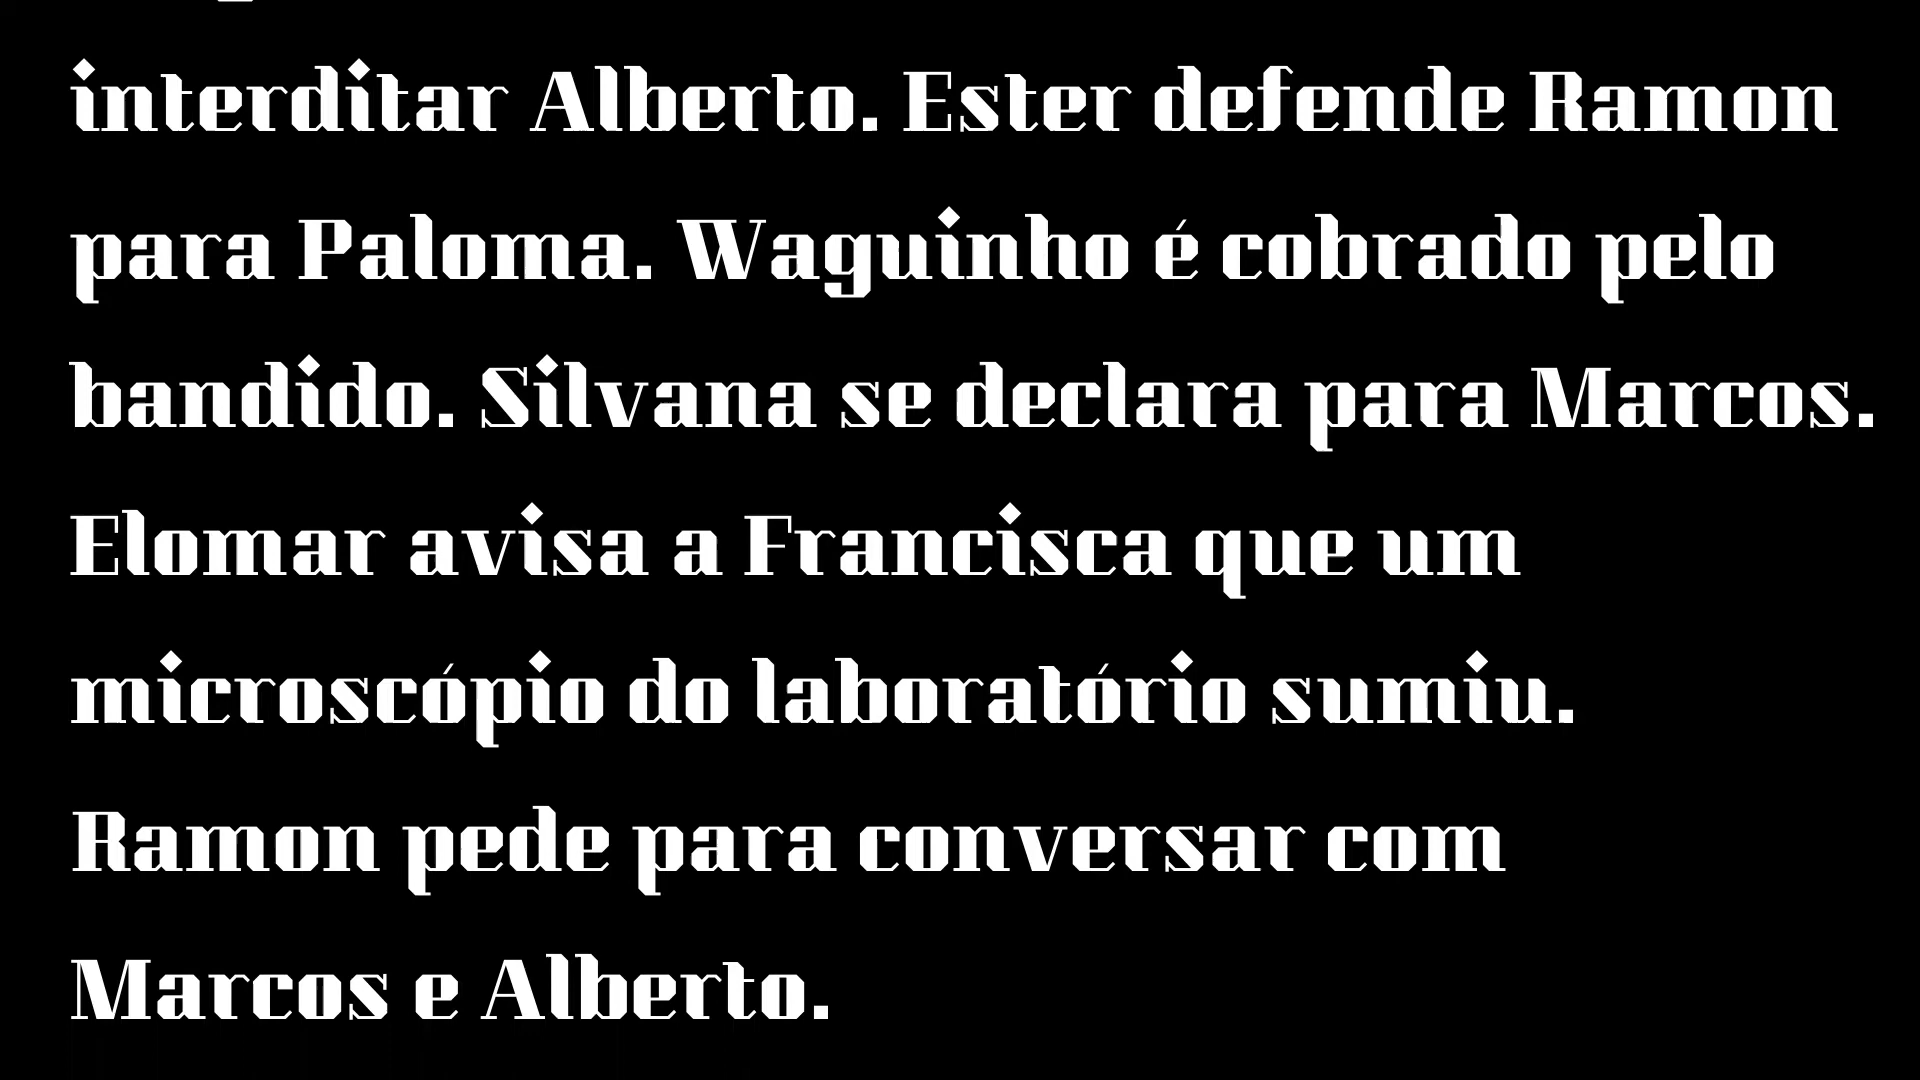 interditar Alberto. Ester defende Ramon
para Paloma. Waguinho é cobrado pelo
bandido. Silvana se declara para Marcos.
Elomar avisa a Francisca que um
microscópio do laboratório sumiu.
Ramon pede para conversar com
Marcos e Alberto.